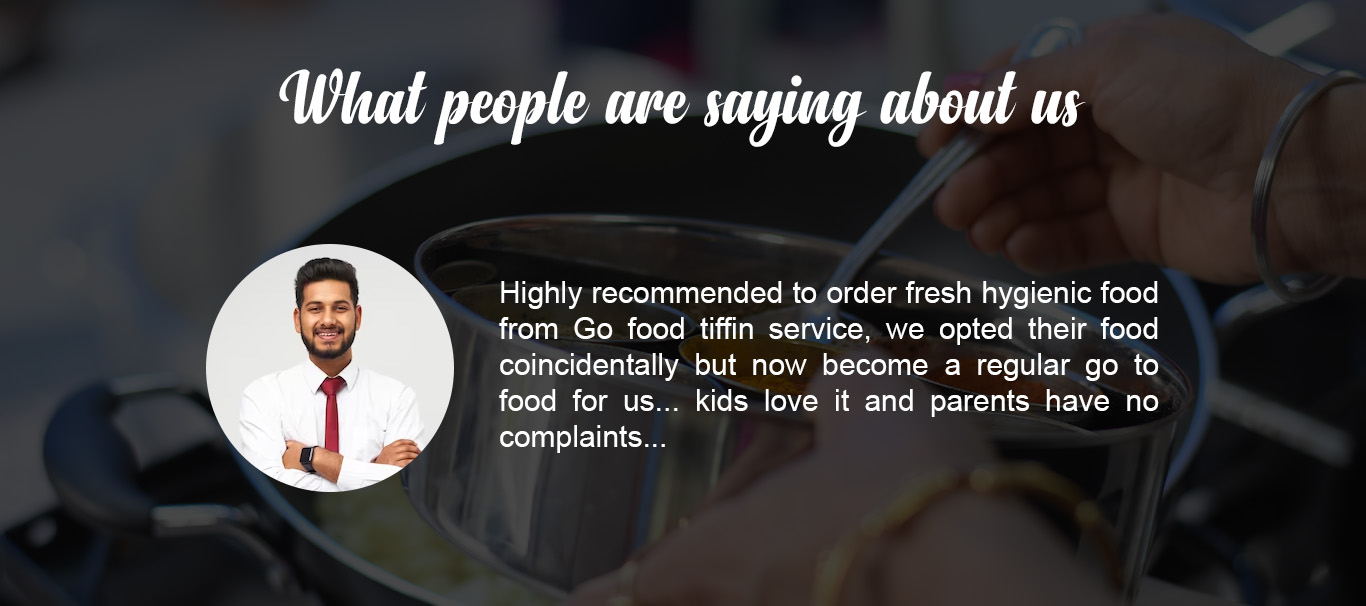 What people are saying about us
Highly recommended to order fresh hygienic food
from Go food tiffin service, we opted their food
coincidentally but now become a regular go to
food for us... kids love it and parents have no
complaints...